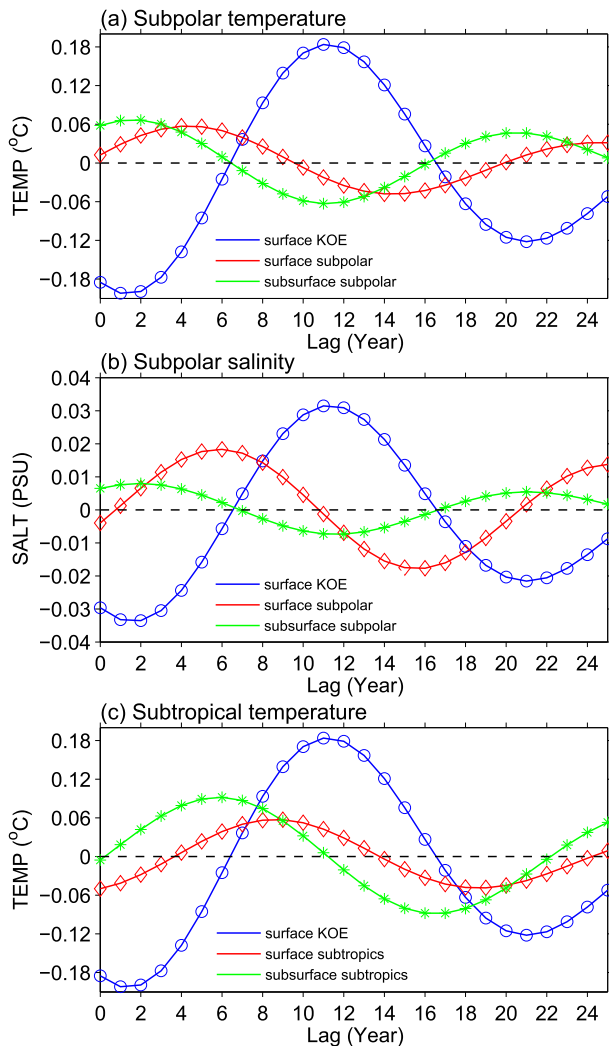 (a) Subpolar temperature
TEMP (°C)
0.18
0.12
0.06
0
−0.06
−0.12
−0.18
surface KOE
surface subpolar
subsurface subpolar
0 2 4 6 8 10 12 14 16 18 20 22 24
Lag (Year)
(b) Subpolar salinity
SALT (PSU)
0.04
0.03
0.02
0.01
0
−0.01
−0.02
−0.03
−0.04
surface KOE
surface subpolar
subsurface subpolar
0 2 4 6 8 10 12 14 16 18 20 22 24
Lag (Year)
(c) Subtropical temperature
TEMP (°C)
0.18
0.12
0.06
0
−0.06
−0.12
−0.18
surface KOE
surface subtropics
subsurface subtropics
0 2 4 6 8 10 12 14 16 18 20 22 24
Lag (Year)